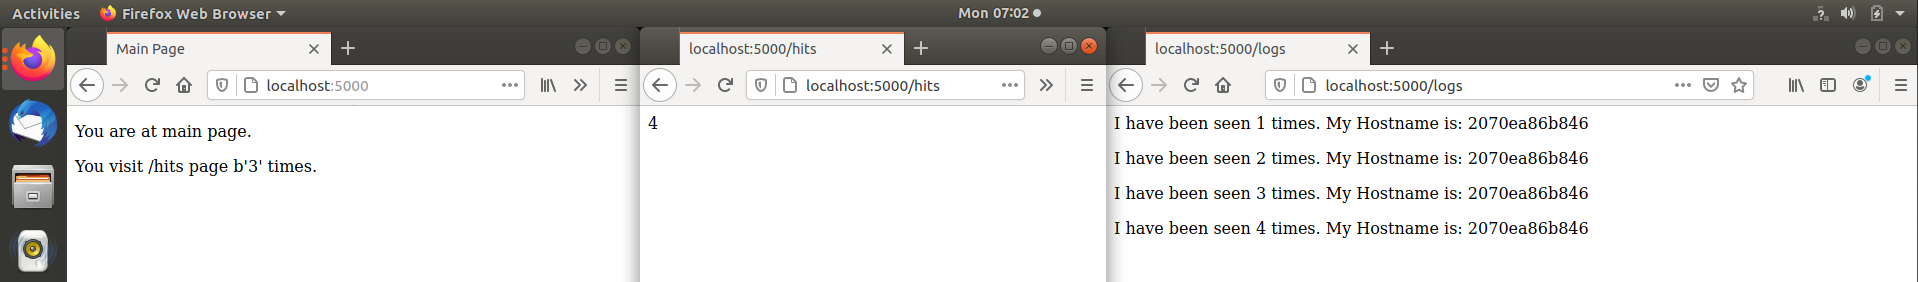 Activities Firefox Web Browser Mon 07:02
Main Page
localhost:5000
You are at main page.
You visit /hits page b'3' times.
localhost:5000/hits
localhost:5000/hits
4
localhost:5000/logs
localhost:5000/logs
I have been seen 1 times. My Hostname is: 2070ea86b846
I have been seen 2 times. My Hostname is: 2070ea86b846
I have been seen 3 times. My Hostname is: 2070ea86b846
I have been seen 4 times. My Hostname is: 2070ea86b846